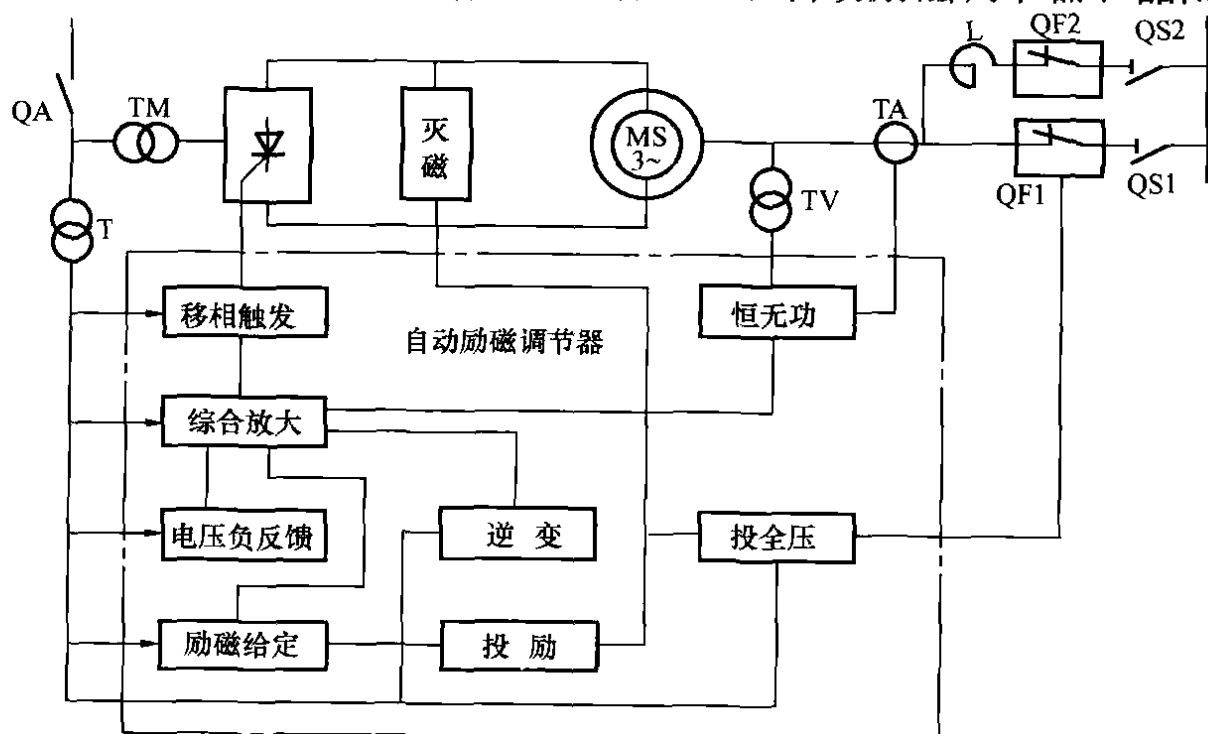 L
QF2
QS2
QA
TM
灭
磁
MS
3~
TA
TV
QF1
QS1
T
移相触发
恒无功
自动励磁调节器
综合放大
电压负反馈
逆 变
投全压
励磁给定
投 励